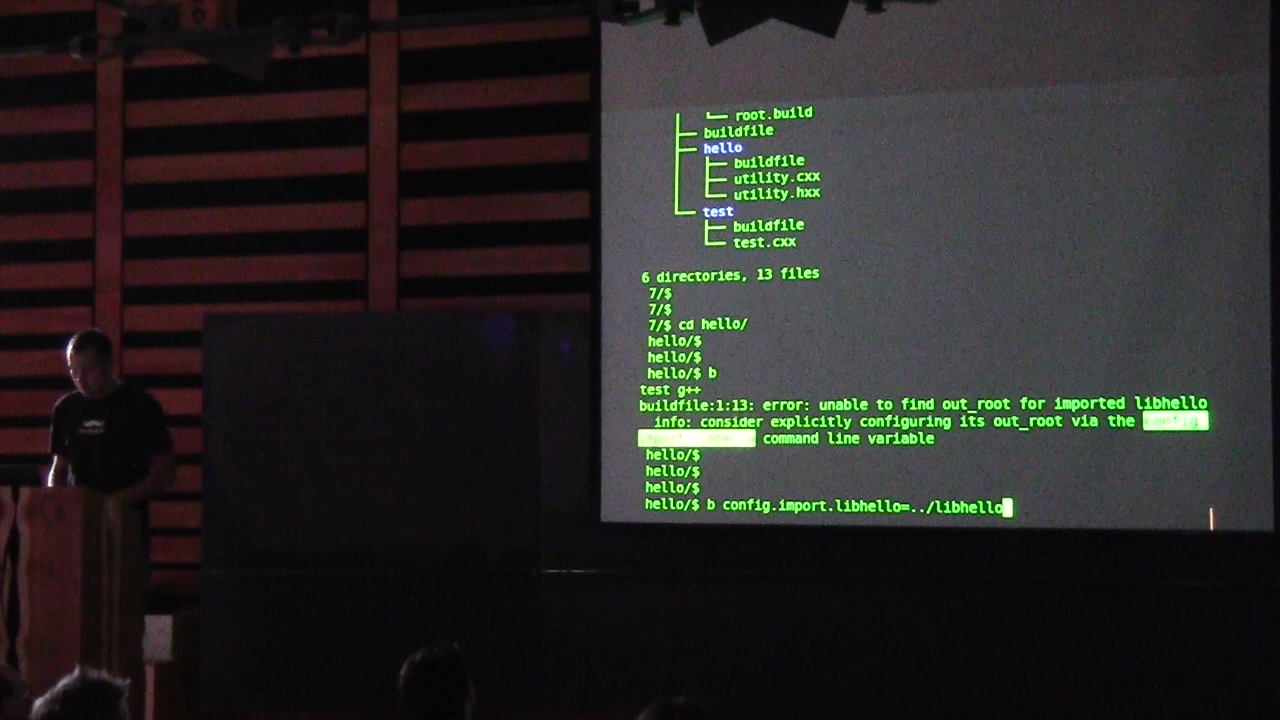 └── root.build
├── buildfile
├── hello
├── buildfile
├── utility.cxx
└── utility.hxx
└── test
├── buildfile
└── test.cxx
6 directories, 13 files
7/$
7/$
7/$ cd hello/
hello/$
hello/$
hello/$ b
test g++
buildfile:1:13: error: unable to find out_root for imported libhello
info: consider explicitly configuring its out_root via the config.
command line variable
hello/$
hello/$
hello/$
hello/$ b config.import.libhello=../libhello